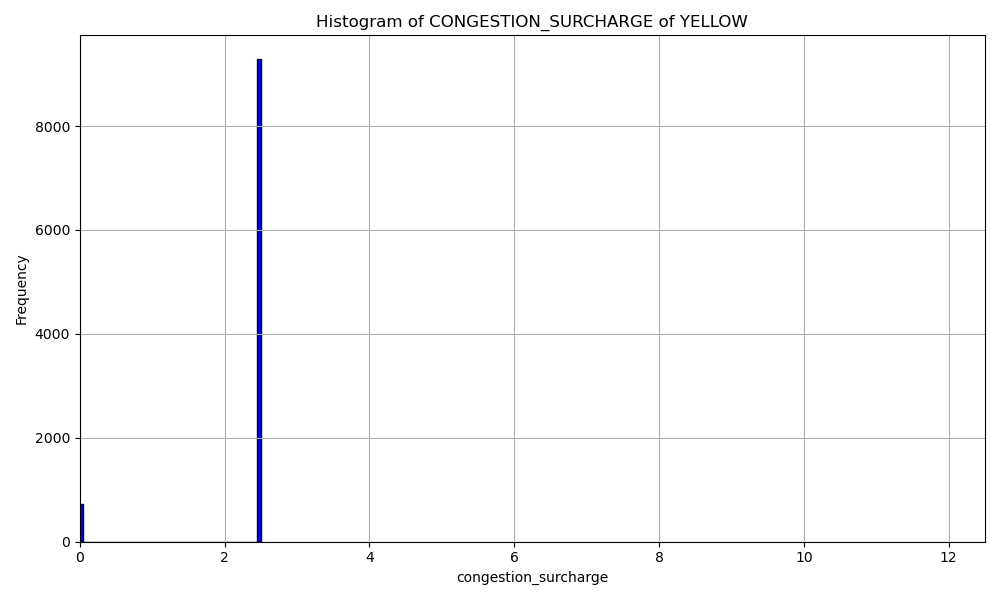 Histogram of CONGESTION_SURCHARGE of YELLOW
Frequency
8000
6000
4000
2000
0
0 2 4 6 8 10 12
congestion_surcharge